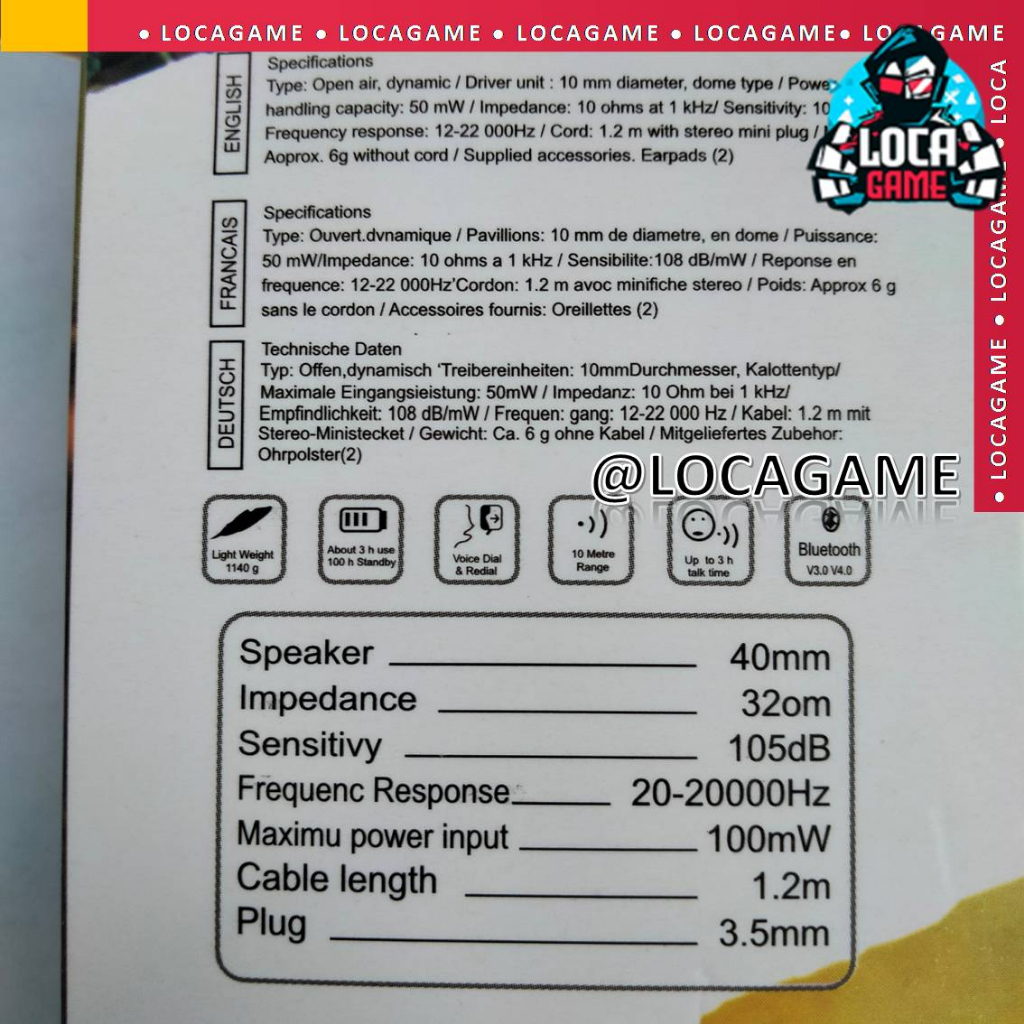 • LOCAGAME • LOCAGAME • LOCAGAME • LOCAGAME • GAME
LOCA
GAME
• LOCAGAME • LOCAGAME • LOCA
ENGLISH
Specifications
Type: Open air, dynamic / Driver unit : 10 mm diameter, dome type /
handling capacity: 50 mW / Impedance: 10 ohms at 1 kHz/ Sensitivity:
Frequency response: 12-22 000Hz / Cord: 1.2 m with stereo mini plug /
Aoprox. 6g without cord / Supplied accessories. Earpads (2)
FRANCAIS
Specifications
Type: Ouvert.dvnamique / Pavillions: 10 mm de diametre, en dome / Puissance:
50 mW/Impedance: 10 ohms a 1 kHz / Sensibilite:108 dB/mW / Reponse en
frequence: 12-22 000Hz'Cordon: 1.2 m avoc minifiche stereo / Poids: Approx 6 g
sans le cordon / Accessoires fournis: Oreillettes (2)
DEUTSCH
Technische Daten
Typ: Offen,dynamisch 'Treibereinheiten: 10mmDurchmesser, Kalottentyp/
Maximale Eingangsieistung: 50mW / Impedanz: 10 Ohm bei 1 kHz/
Empfindlichkeit: 108 dB/mW / Frequen: gang: 12-22 000 Hz / Kabel: 1.2 m mit
Stereo-Ministecket / Gewicht: Ca. 6 g ohne Kabel / Mitgeliefertes Zubehor:
Ohrpolster(2)
@LOCAGAME
Light Weight
1140 g
About 3 h use
100 h Standby
Voice Dial
& Redial
10 Metre
Range
Up to 3 h
talk time
Bluetooth
V3.0 V4.0
Speaker 40mm
Impedance 32om
Sensitivy 105dB
Frequenc Response 20-20000Hz
Maximu power input 100mW
Cable length 1.2m
Plug 3.5mm